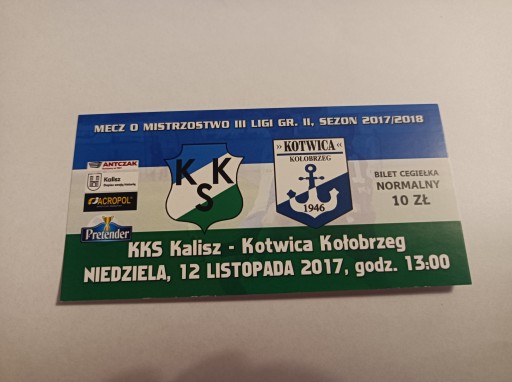 MECZ O MISTRZOSTWO III LIGI GR. II, SEZON 2017/2018
ANTCZAK
Kalisz
ACROPOL
Pretender
KKS
» KOTWICA «
KOŁOBRZEG
1946
BILET CEGIEŁKA
NORMALNY
10 ZŁ
KKS Kalisz - Kotwica Kołobrzeg
NIEDZIELA, 12 LISTOPADA 2017, godz. 13:00